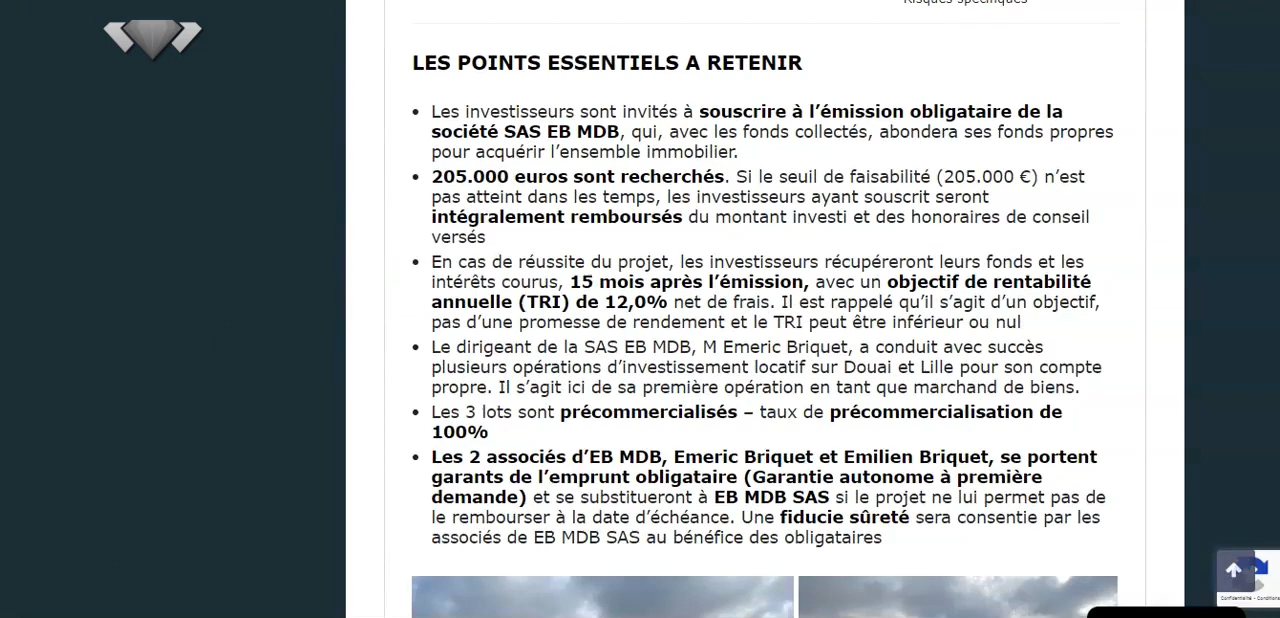 LES POINTS ESSENTIELS A RETENIR
• Les investisseurs sont invités à souscrire à l’émission obligataire de la
société SAS EB MDB, qui, avec les fonds collectés, abondera ses fonds propres
pour acquérir l’ensemble immobilier.
• 205.000 euros sont recherchés. Si le seuil de faisabilité (205.000 €) n’est
pas atteint dans les temps, les investisseurs ayant souscrit seront
intégralement remboursés du montant investi et des honoraires de conseil
versés
• En cas de réussite du projet, les investisseurs récupéreront leurs fonds et les
intérêts courus, 15 mois après l’émission, avec un objectif de rentabilité
annuelle (TRI) de 12,0% net de frais. Il est rappelé qu’il s’agit d’un objectif,
pas d’une promesse de rendement et le TRI peut être inférieur ou nul
• Le dirigeant de la SAS EB MDB, M Emeric Briquet, a conduit avec succès
plusieurs opérations d’investissement locatif sur Douai et Lille pour son compte
propre. Il s’agit ici de sa première opération en tant que marchand de biens.
• Les 3 lots sont précommercialisés – taux de précommercialisation de
100%
• Les 2 associés d’EB MDB, Emeric Briquet et Emilien Briquet, se portent
garants de l’emprunt obligataire (Garantie autonome à première
demande) et se substitueront à EB MDB SAS si le projet ne lui permet pas de
le rembourser à la date d’échéance. Une fiducie sûreté sera consentie par les
associés de EB MDB SAS au bénéfice des obligataires